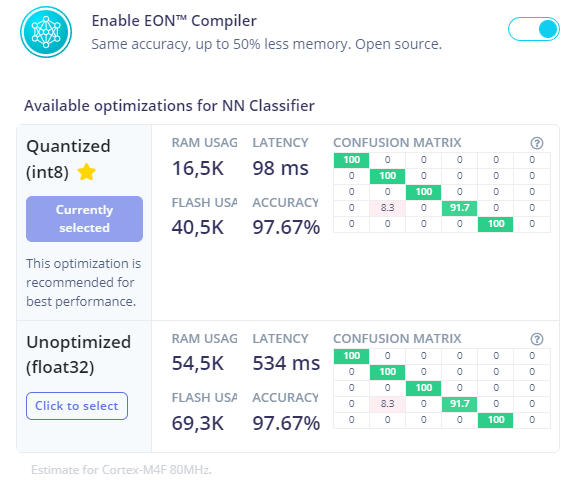 Enable EON™ Compiler
Same accuracy, up to 50% less memory. Open source.
Available optimizations for NN Classifier
Quantized
(int8)
Currently
selected
This optimization is
recommended for
best performance.
RAM USAG
16,5K
LATENCY
98 ms
FLASH USA
40,5K
ACCURACY
97.67%
CONFUSION MATRIX ?
100 0 0 0 0 0
0 100 0 0 0 0
0 0 100 0 0 0
0 8.3 0 91.7 0 0
0 0 0 0 100 0
Unoptimized
(float32)
Click to select
RAM USAG
54,5K
LATENCY
534 ms
FLASH USA
69,3K
ACCURACY
97.67%
CONFUSION MATRIX ?
100 0 0 0 0 0
0 100 0 0 0 0
0 0 100 0 0 0
0 8.3 0 91.7 0 0
0 0 0 0 100 0
Estimate for Cortex-M4F 80MHz.